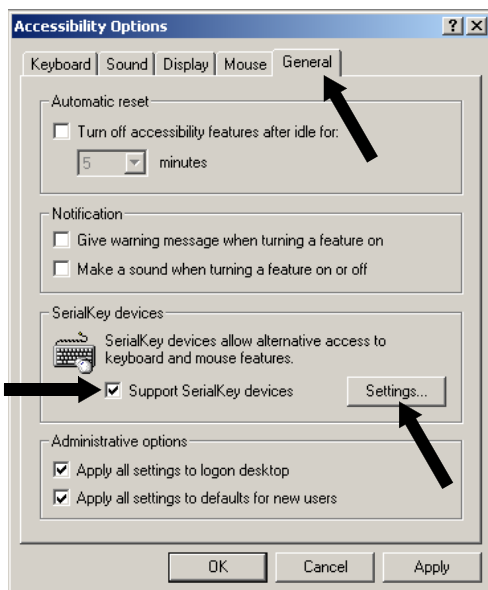 Accessibility Options
Keyboard Sound Display Mouse General
Automatic reset
Turn off accessibility features after idle for:
5 minutes
Notification
Give warning message when turning a feature on
Make a sound when turning a feature on or off
SerialKey devices
SerialKey devices allow alternative access to
keyboard and mouse features.
Support SerialKey devices Settings...
Administrative options
Apply all settings to logon desktop
Apply all settings to defaults for new users
OK Cancel Apply